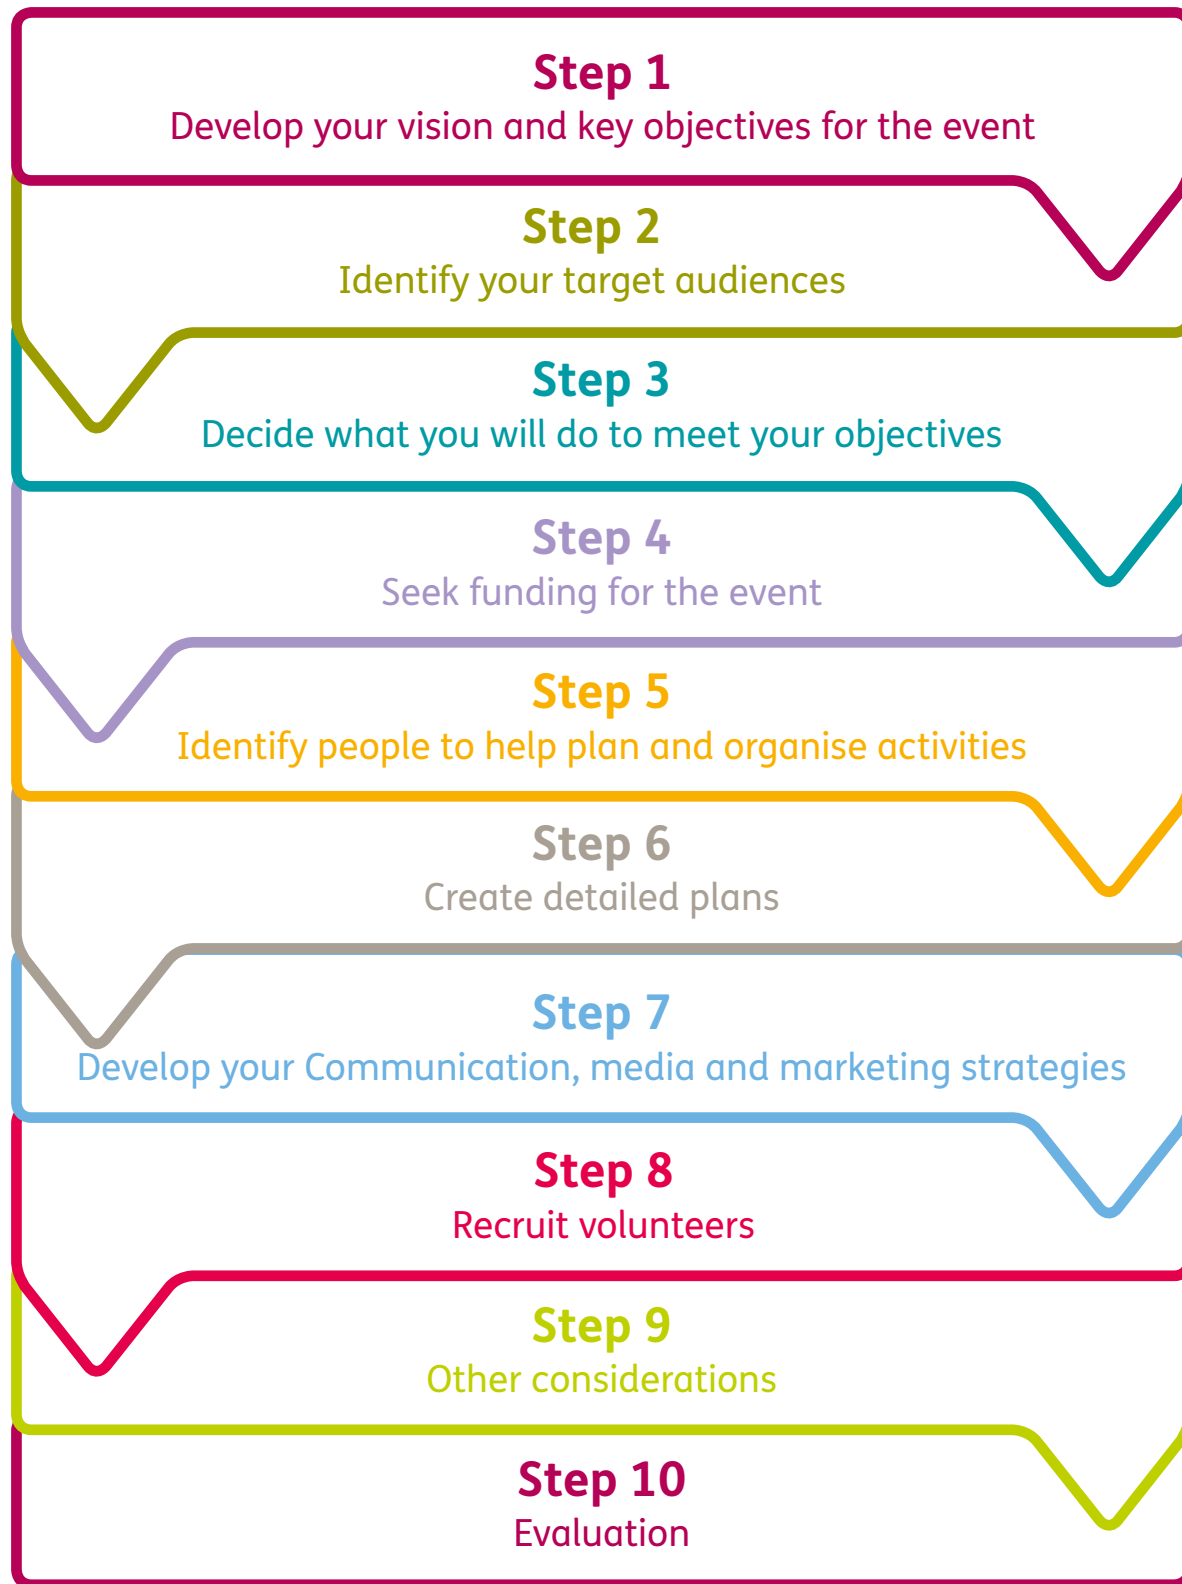 Step 1
Develop your vision and key objectives for the event
Step 2
Identify your target audiences
Step 3
Decide what you will do to meet your objectives
Step 4
Seek funding for the event
Step 5
Identify people to help plan and organise activities
Step 6
Create detailed plans
Step 7
Develop your Communication, media and marketing strategies
Step 8
Recruit volunteers
Step 9
Other considerations
Step 10
Evaluation